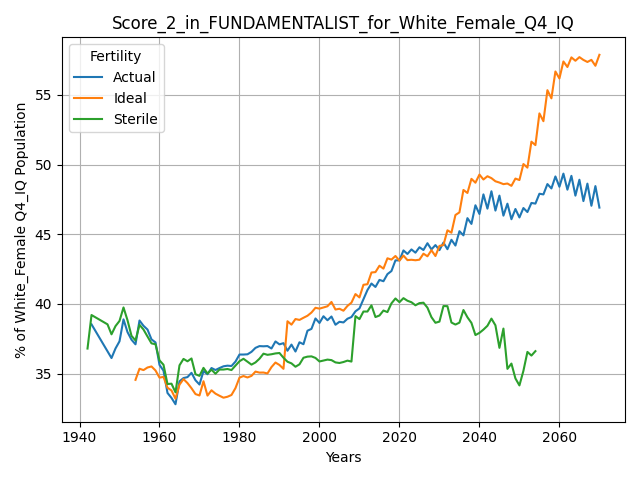 Score_2_in_FUNDAMENTALIST_for_White_Female_Q4_IQ
Fertility
Actual
Ideal
Sterile
% of White_Female Q4_IQ Population
55
50
45
40
35
1940
1960
1980
2000
2020
2040
2060
Years